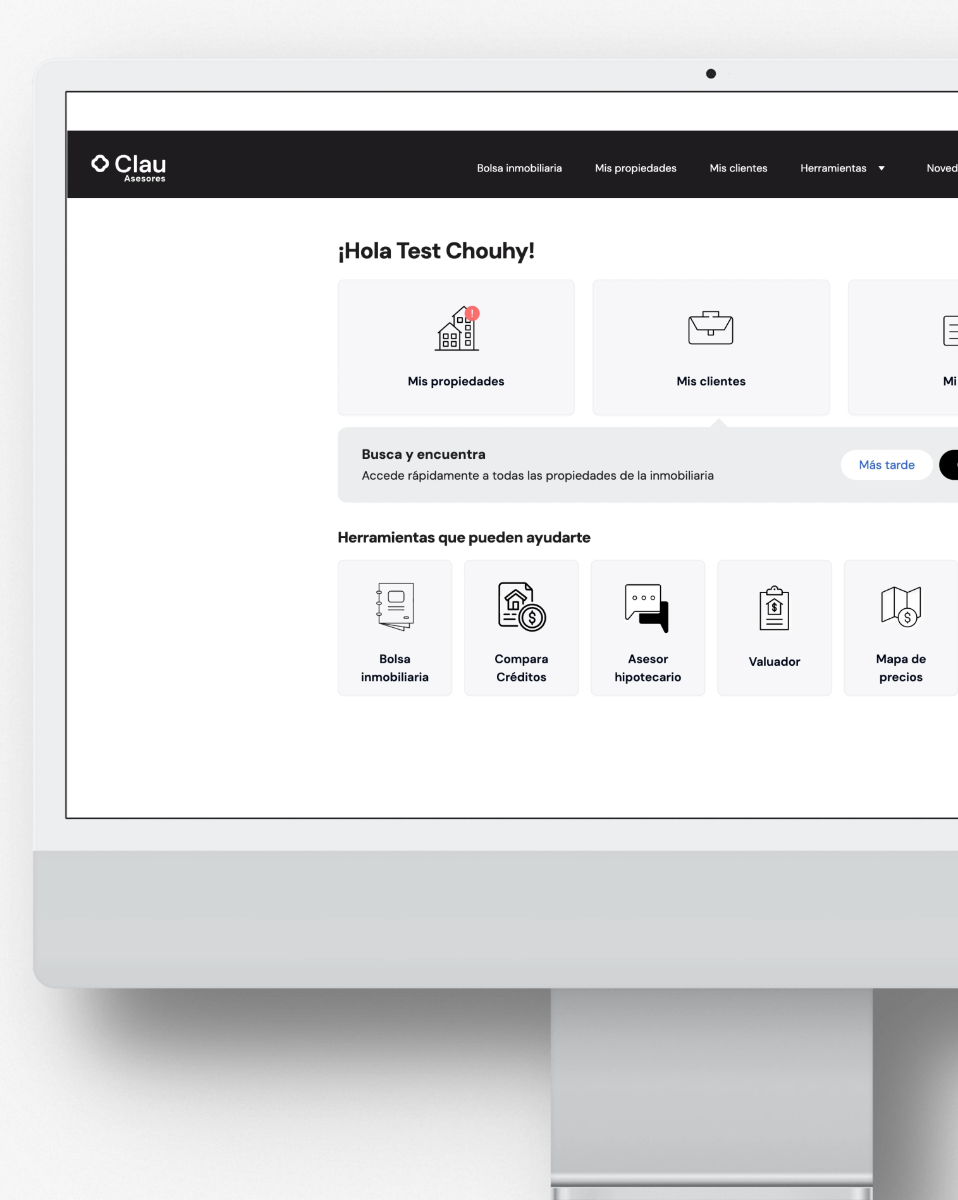 Clau
Asesores
Bolsa inmobiliaria Mis propiedades Mis clientes Herramientas ▼
¡Hola Test Chouhy!
Mis propiedades
Mis clientes
Mi
Busca y encuentra
Accede rápidamente a todas las propiedades de la inmobiliaria
Más tarde
Herramientas que pueden ayudarte
Bolsa
inmobiliaria
Compara
Créditos
Asesor
hipotecario
Valuador
Mapa de
precios